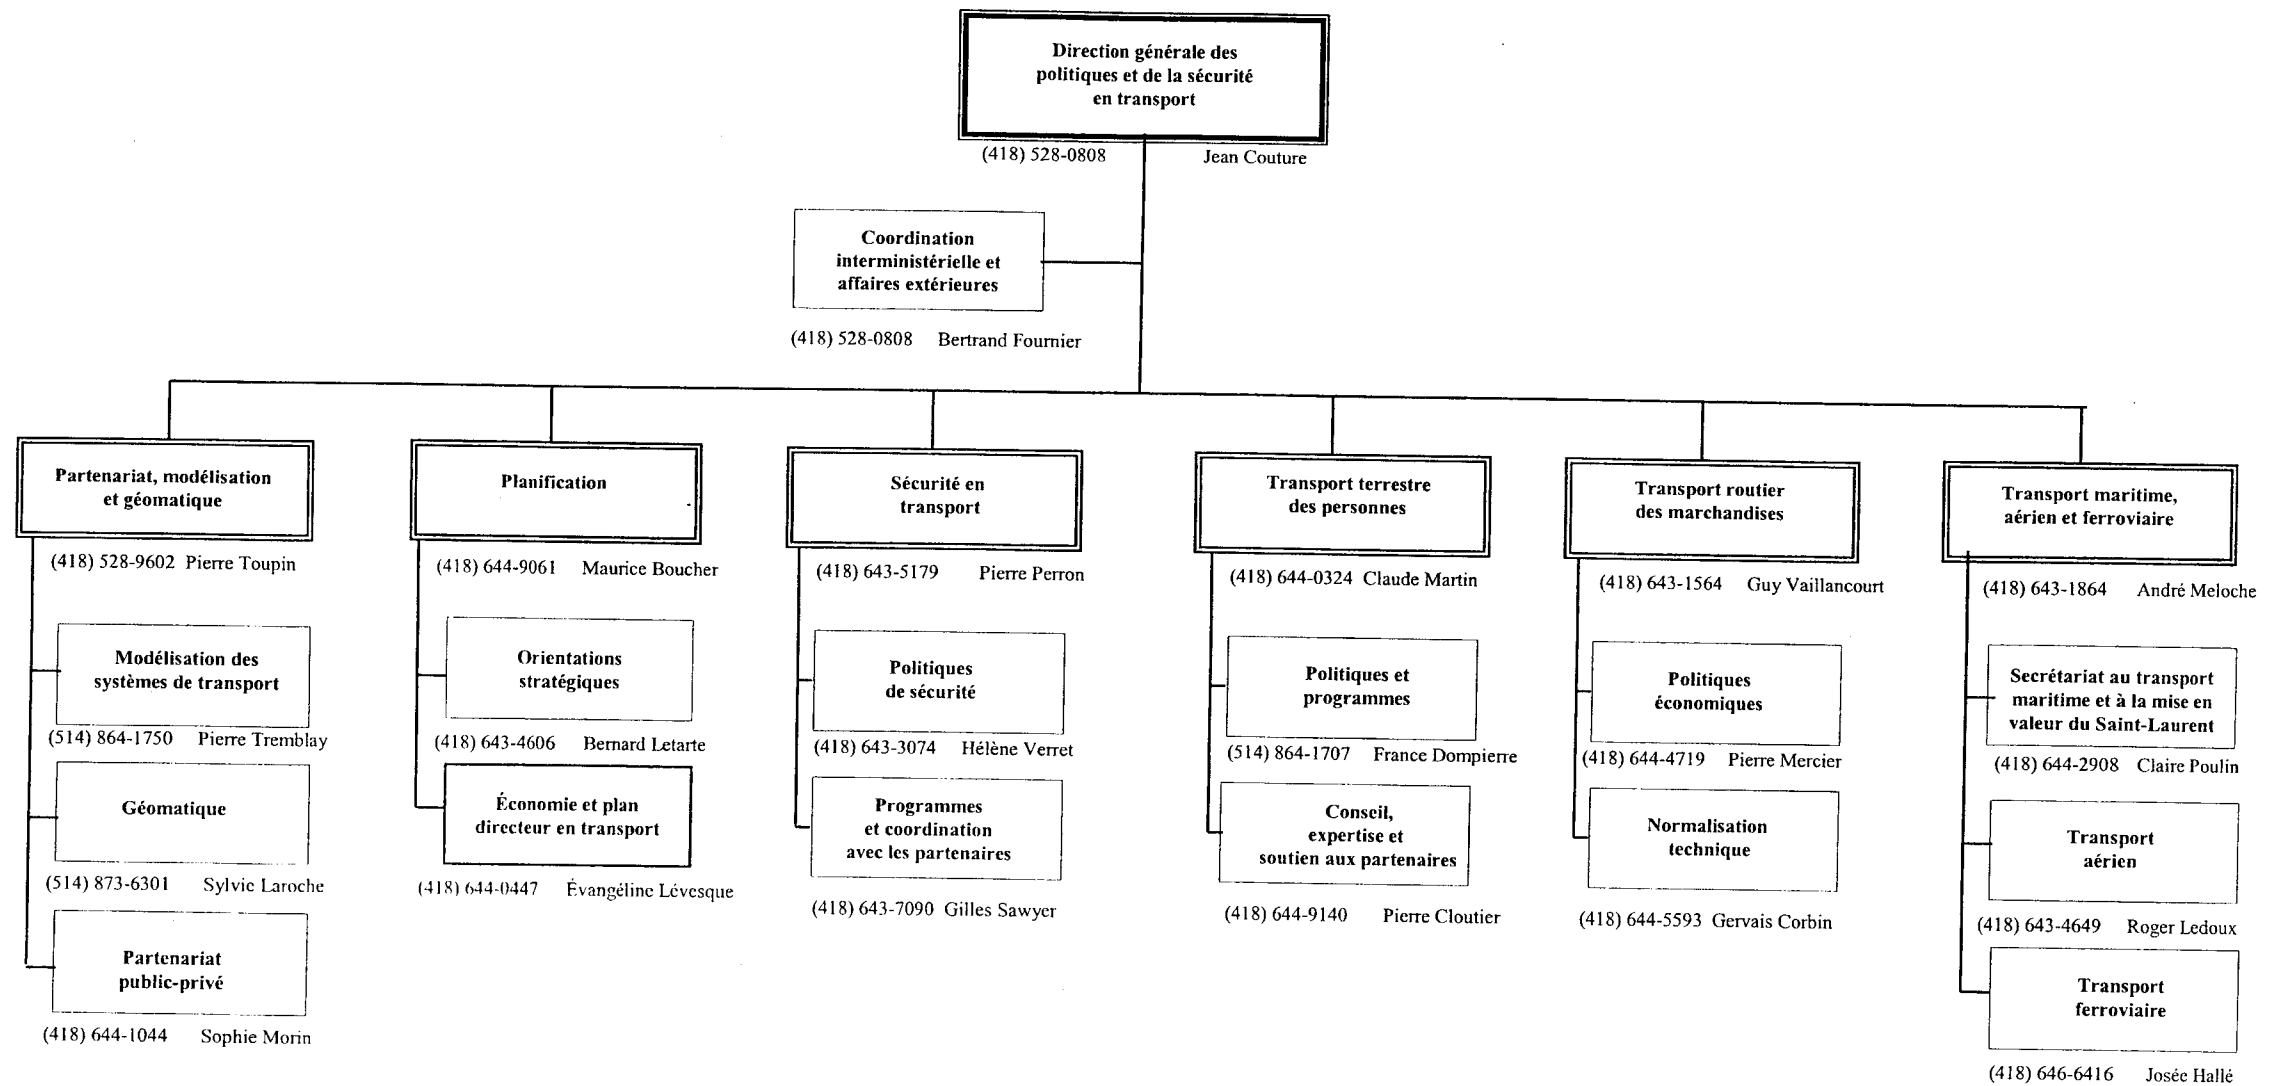 Direction générale des
politiques et de la sécurité
en transport
(418) 528-0808 Jean Couture
Coordination
interministérielle et
affaires extérieures
(418) 528-0808 Bertrand Fournier
Partenariat, modélisation
et géomatique
(418) 528-9602 Pierre Toupin
Modélisation des
systèmes de transport
(514) 864-1750 Pierre Tremblay
Géomatique
(514) 873-6301 Sylvie Laroche
Partenariat
public-privé
(418) 644-1044 Sophie Morin
Planification
(418) 644-9061 Maurice Boucher
Orientations
stratégiques
(418) 643-4606 Bernard Letarte
Économie et plan
directeur en transport
(418) 644-0447 Évangéline Lévesque
Sécurité en
transport
(418) 643-5179 Pierre Perron
Politiques
de sécurité
(418) 643-3074 Hélène Verret
Programmes
et coordination
avec les partenaires
(418) 643-7090 Gilles Sawyer
Transport terrestre
des personnes
(418) 644-0324 Claude Martin
Politiques et
programmes
(514) 864-1707 France Dompierre
Conseil,
expertise et
soutien aux partenaires
(418) 644-9140 Pierre Cloutier
Transport routier
des marchandises
(418) 643-1564 Guy Vaillancourt
Politiques
économiques
(418) 644-4719 Pierre Mercier
Normalisation
technique
(418) 644-5593 Gervais Corbin
Transport maritime,
aérien et ferroviaire
(418) 643-1864 André Meloche
Secrétariat au transport
maritime et à la mise en
valeur du Saint-Laurent
(418) 644-2908 Claire Poulin
Transport
aérien
(418) 643-4649 Roger Ledoux
Transport
ferroviaire
(418) 646-6416 Josée Hallé